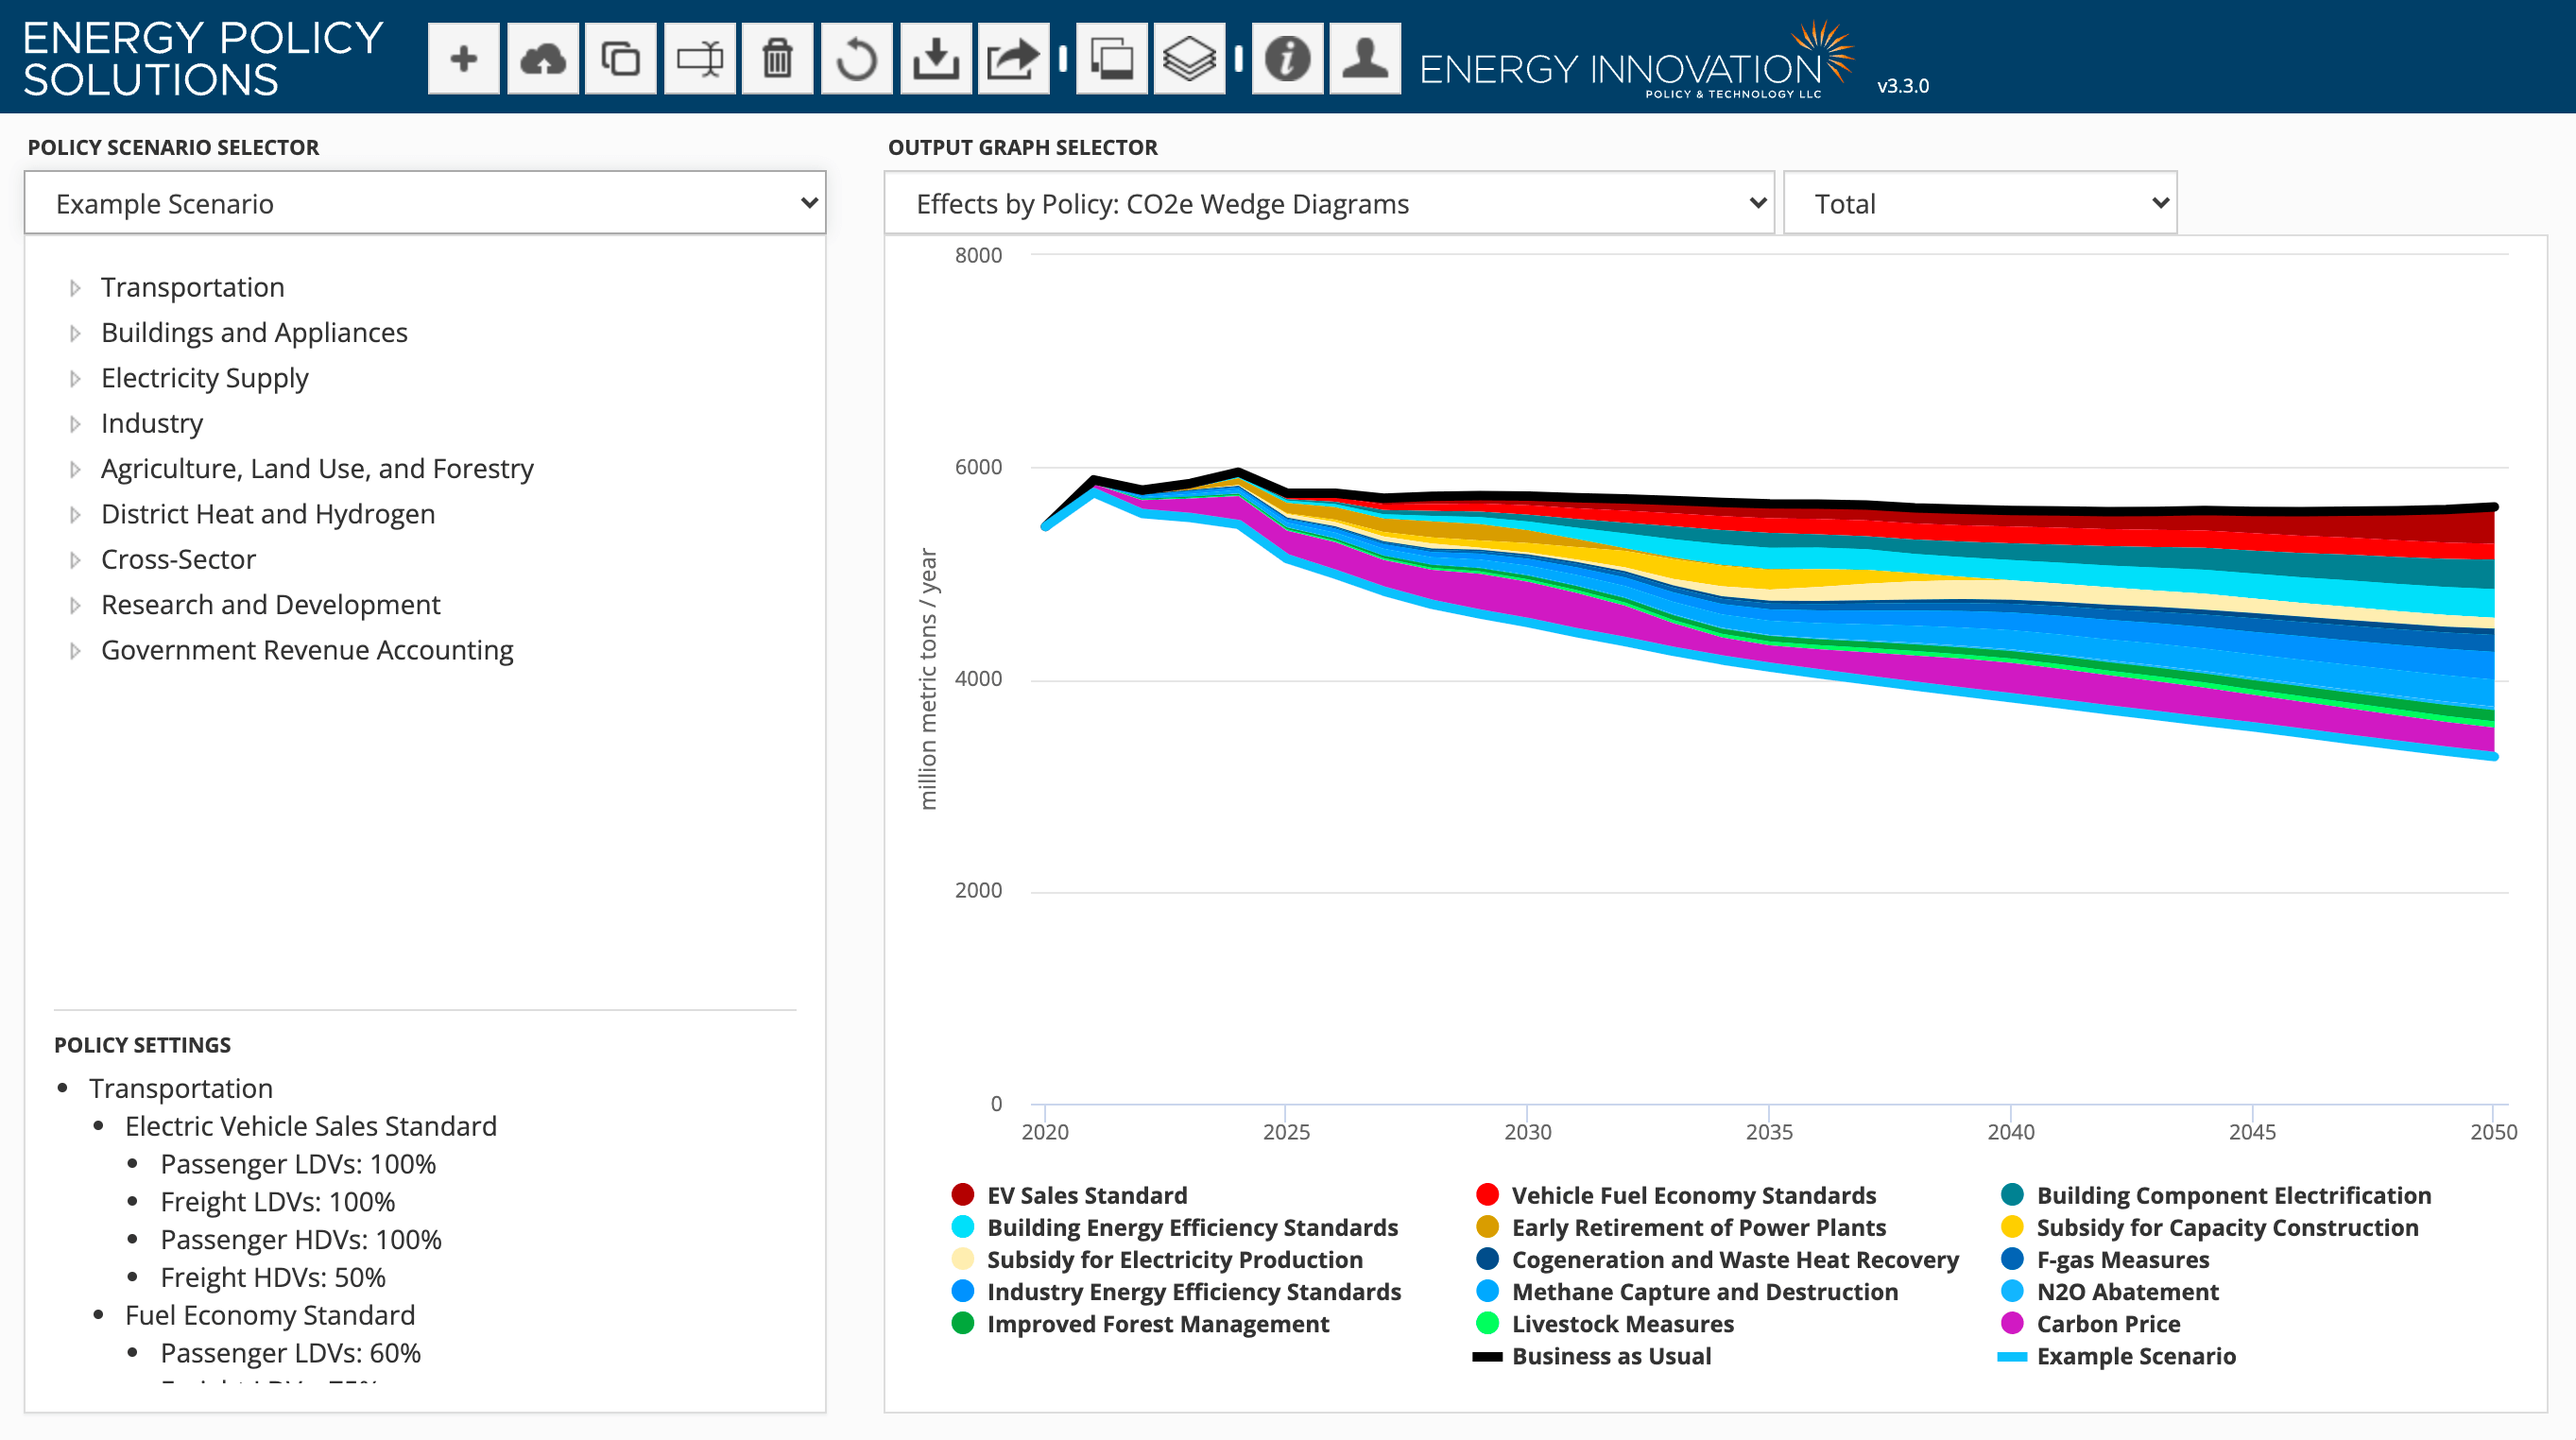 ENERGY POLICY
SOLUTIONS
ENERGY INNOVATION
POLICY & TECHNOLOGY LLC
v3.3.0
POLICY SCENARIO SELECTOR
Example Scenario
Transportation
Buildings and Appliances
Electricity Supply
Industry
Agriculture, Land Use, and Forestry
District Heat and Hydrogen
Cross-Sector
Research and Development
Government Revenue Accounting
POLICY SETTINGS
Transportation
Electric Vehicle Sales Standard
Passenger LDVs: 100%
Freight LDVs: 100%
Passenger HDVs: 100%
Freight HDVs: 50%
Fuel Economy Standard
Passenger LDVs: 60%
OUTPUT GRAPH SELECTOR
Effects by Policy: CO2e Wedge Diagrams
Total
8000
6000
4000
2000
0
million metric tons / year
2020 2025 2030 2035 2040 2045 2050
EV Sales Standard Vehicle Fuel Economy Standards Building Component Electrification
Building Energy Efficiency Standards Early Retirement of Power Plants Subsidy for Capacity Construction
Subsidy for Electricity Production Cogeneration and Waste Heat Recovery F-gas Measures
Industry Energy Efficiency Standards Methane Capture and Destruction N2O Abatement
Improved Forest Management Livestock Measures Carbon Price
Business as Usual Example Scenario